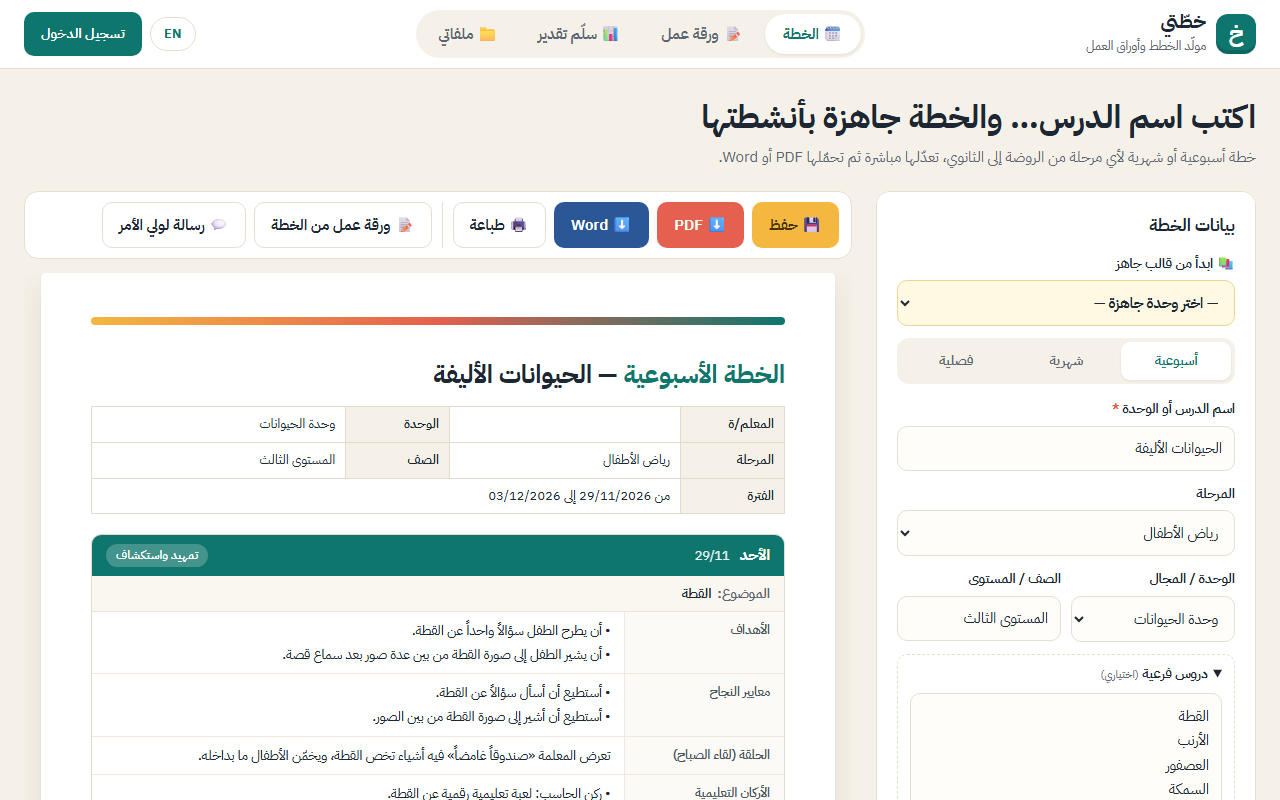 خ
خطّتي
مولّد الخطط وأوراق العمل
الخطة
ورقة عمل
سلّم تقدير
ملفاتي
EN
تسجيل الدخول
اكتب اسم الدرس... والخطة جاهزة بأنشطتها
خطة أسبوعية أو شهرية لأي مرحلة من الروضة إلى الثانوي، تعدّلها مباشرة ثم تحمّلها PDF أو Word.
بيانات الخطة
ابدأ من قالب جاهز
— اختر وحدة جاهزة —
أسبوعية
شهرية
فصلية
اسم الدرس أو الوحدة *
الحيوانات الأليفة
المرحلة
رياض الأطفال
الوحدة / المجال
الصف / المستوى
وحدة الحيوانات
المستوى الثالث
▼ دروس فرعية (اختياري)
القطة
الأرنب
العصفور
السمكة
حفظ
PDF
Word
طباعة
ورقة عمل من الخطة
رسالة لولي الأمر
الخطة الأسبوعية — الحيوانات الأليفة
المعلم/ة
الوحدة
وحدة الحيوانات
المرحلة
رياض الأطفال
الصف
المستوى الثالث
الفترة
من 29/11/2026 إلى 03/12/2026
الأحد 29/11
تمهيد واستكشاف
الموضوع: القطة
الأهداف
• أن يطرح الطفل سؤالاً واحداً عن القطة.
• أن يشير الطفل إلى صورة القطة من بين عدة صور بعد سماع قصة.
معايير النجاح
• أستطيع أن أسأل سؤالاً عن القطة.
• أستطيع أن أشير إلى صورة القطة من بين الصور.
الحلقة (لقاء الصباح)
تعرض المعلمة «صندوقاً غامضاً» فيه أشياء تخص القطة، ويخمّن الأطفال ما بداخله.
الأركان التعليمية
• ركن الحاسب: لعبة تعليمية رقمية عن القطة.